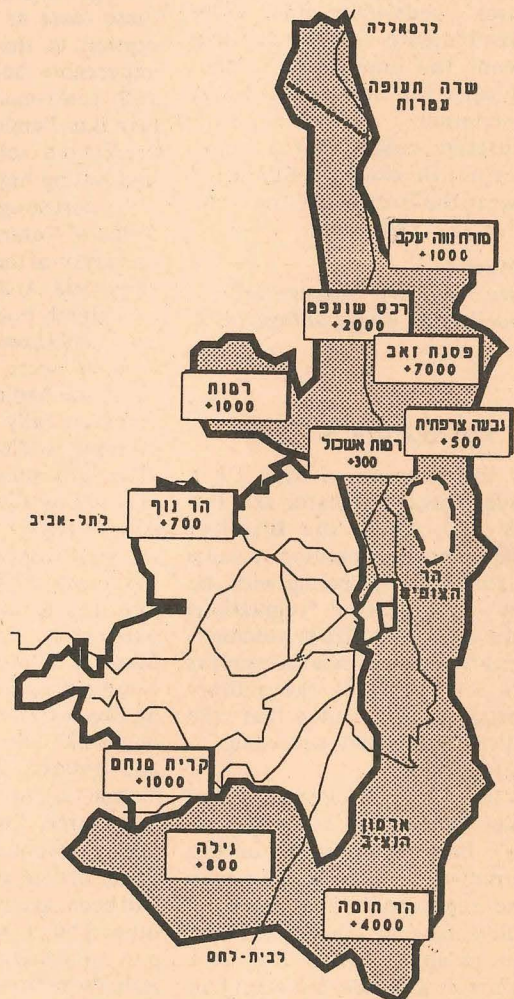 לרמאללה
שדה תעופה
עטרות
מזרח נווה יעקב
+1000
רכס שועפט
+2000
פסגת זאב
+7000
רמות
+1000
גבעה צרפתית
+500
רמות אשכול
+300
הר נוף
+700
לתל-אביב
הר
הצופים
קרית מנחם
+1000
ארמון
הנציב
גילה
+800
הר חומה
+4000
לבית-לחם